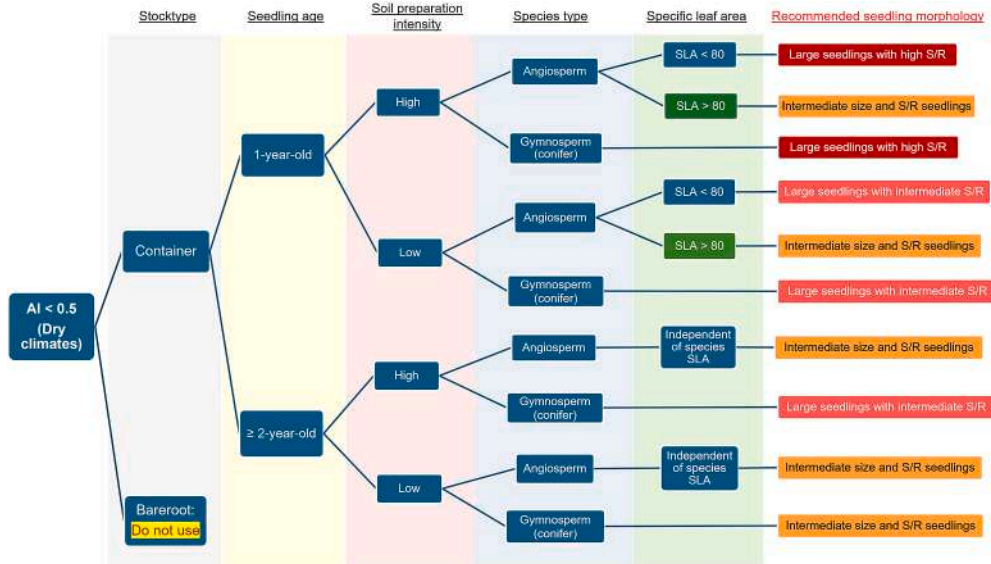 Stocktype
Seedling age
Soil preparation
intensity
Species type
Specific leaf area
Recommended seedling morphology
AI < 0.5
(Dry
climates)
Container
Bareroot:
Do not use
1-year-old
≥ 2-year-old
High
Low
High
Low
Angiosperm
Gymnosperm
(conifer)
Angiosperm
Gymnosperm
(conifer)
Angiosperm
Gymnosperm
(conifer)
Angiosperm
Gymnosperm
(conifer)
SLA < 80
SLA > 80
SLA < 80
SLA > 80
Independent
of species
SLA
Independent
of species
SLA
Large seedlings with high S/R
Intermediate size and S/R seedlings
Large seedlings with high S/R
Large seedlings with intermediate S/R
Intermediate size and S/R seedlings
Large seedlings with intermediate S/R
Intermediate size and S/R seedlings
Large seedlings with intermediate S/R
Intermediate size and S/R seedlings
Intermediate size and S/R seedlings